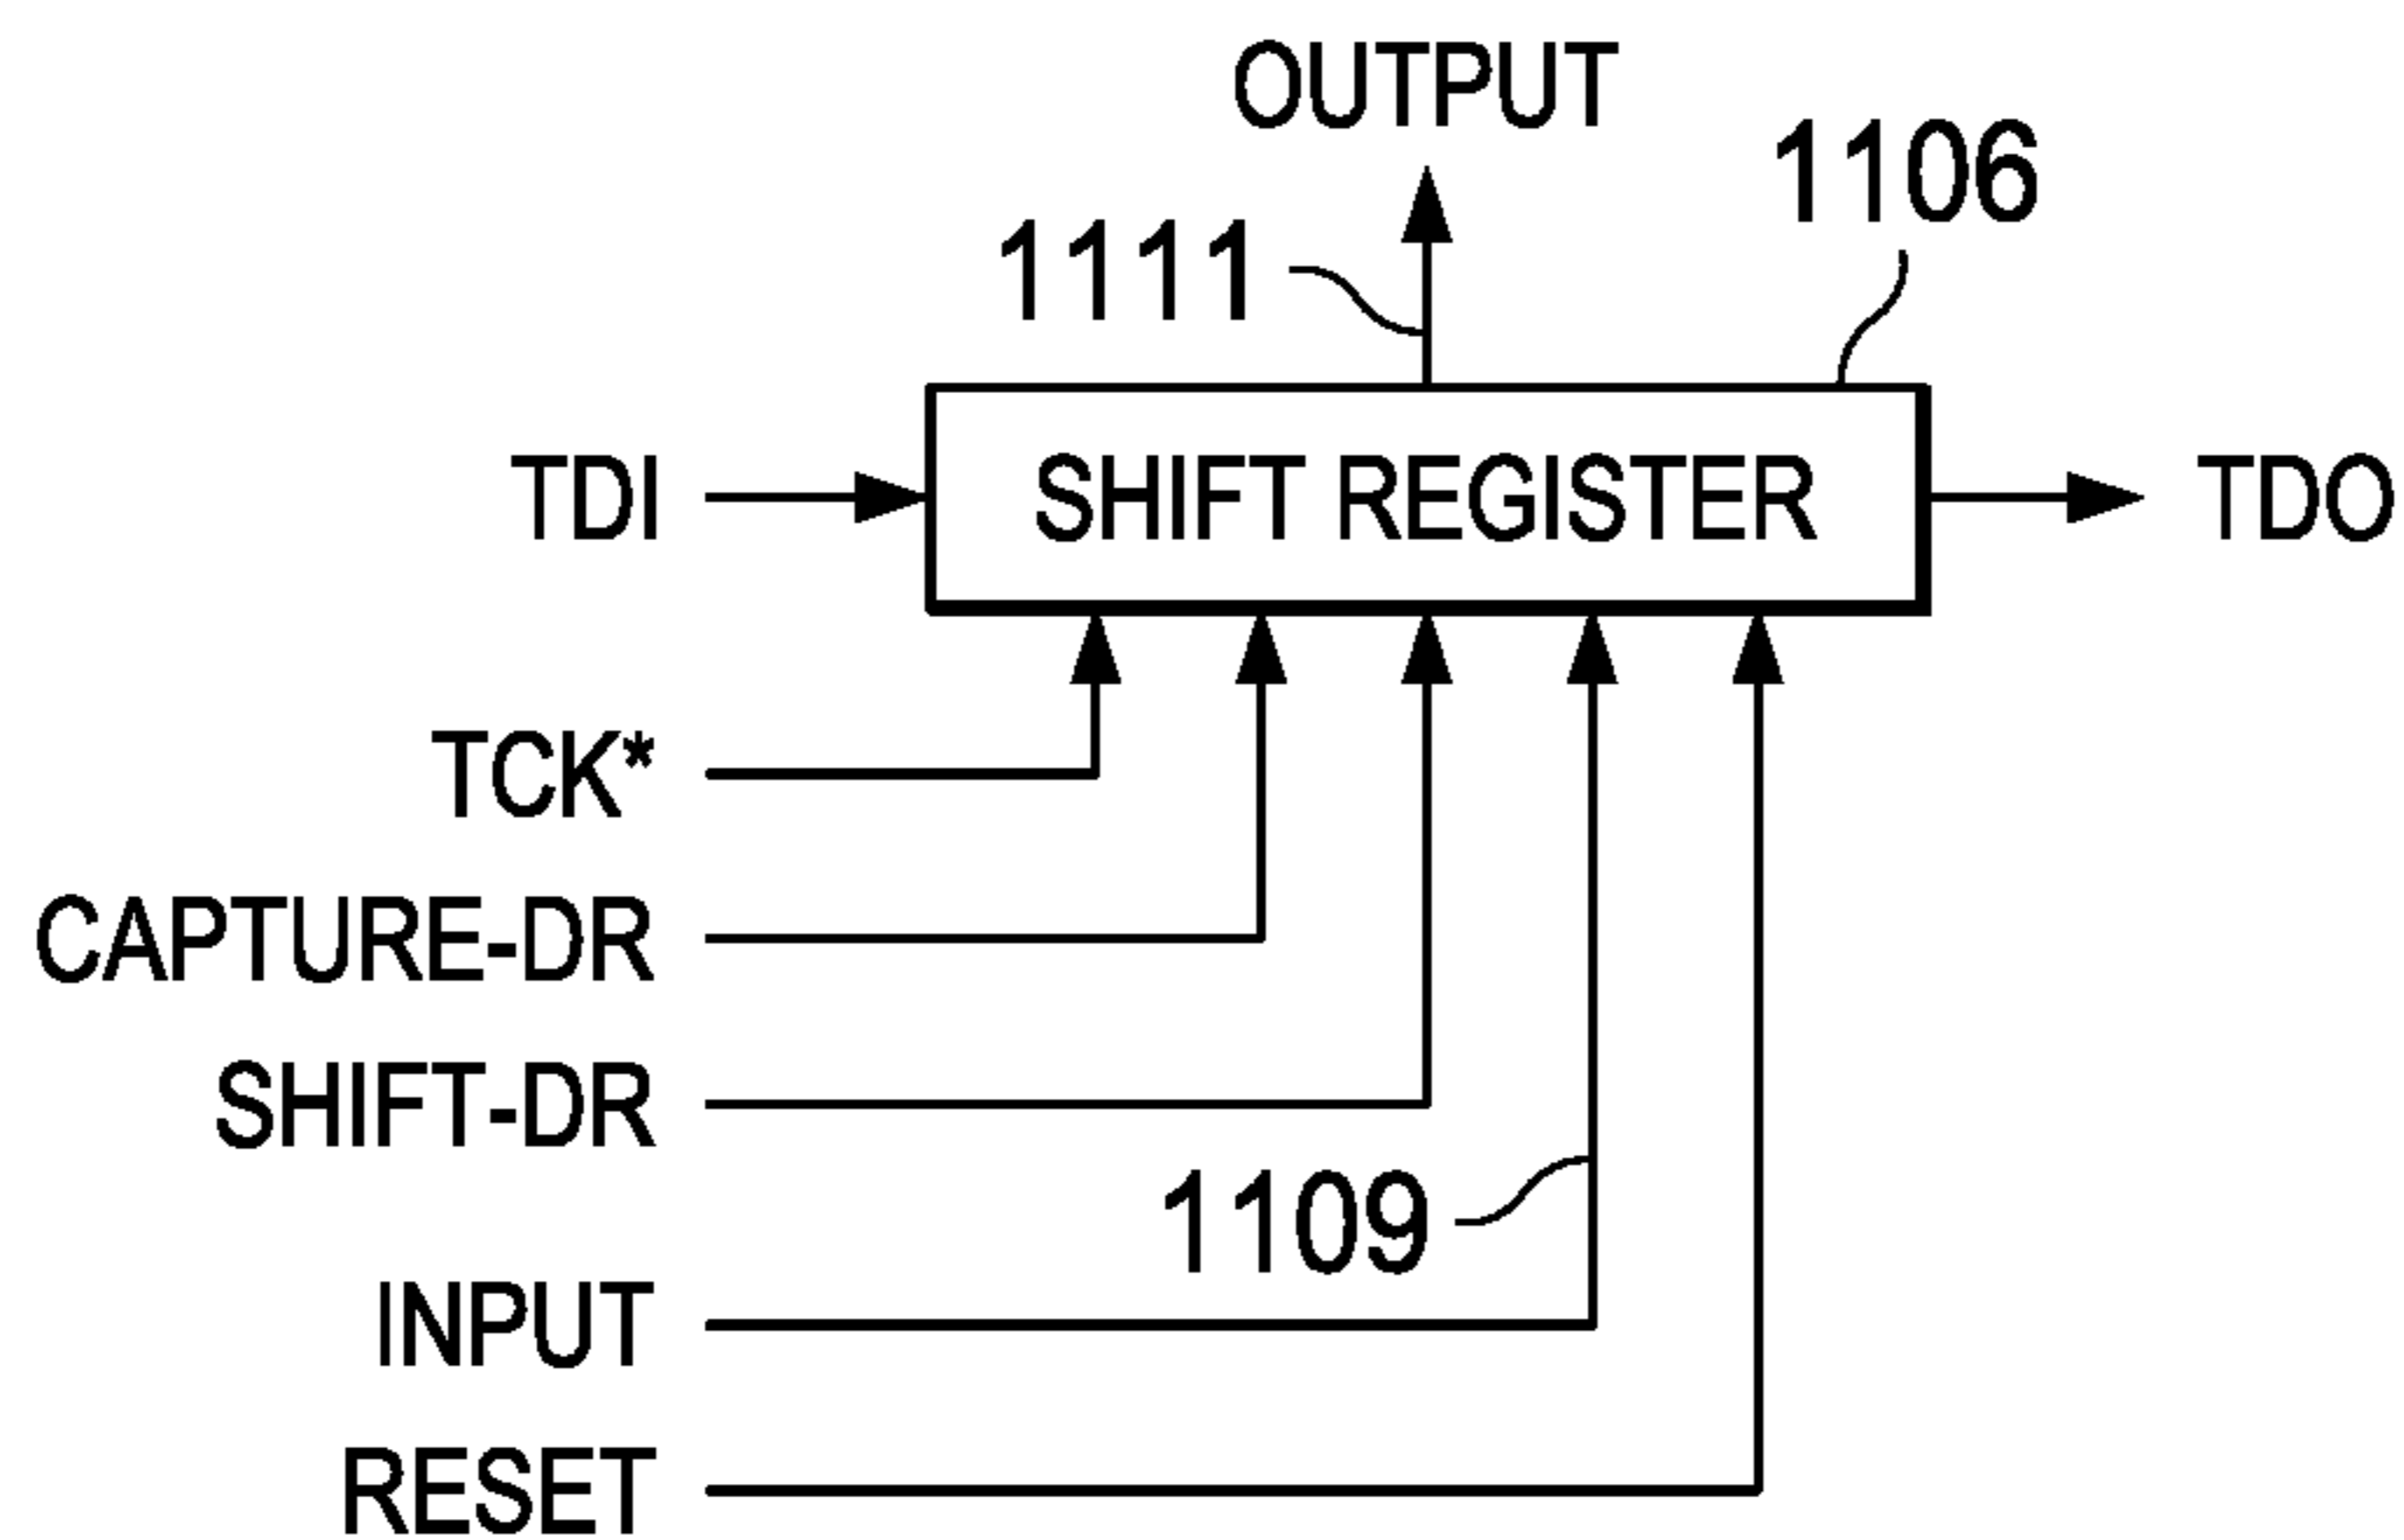 OUTPUT
1106
1111
TDI
SHIFT REGISTER
TDO
TCK*
CAPTURE-DR
SHIFT-DR
1109
INPUT
RESET